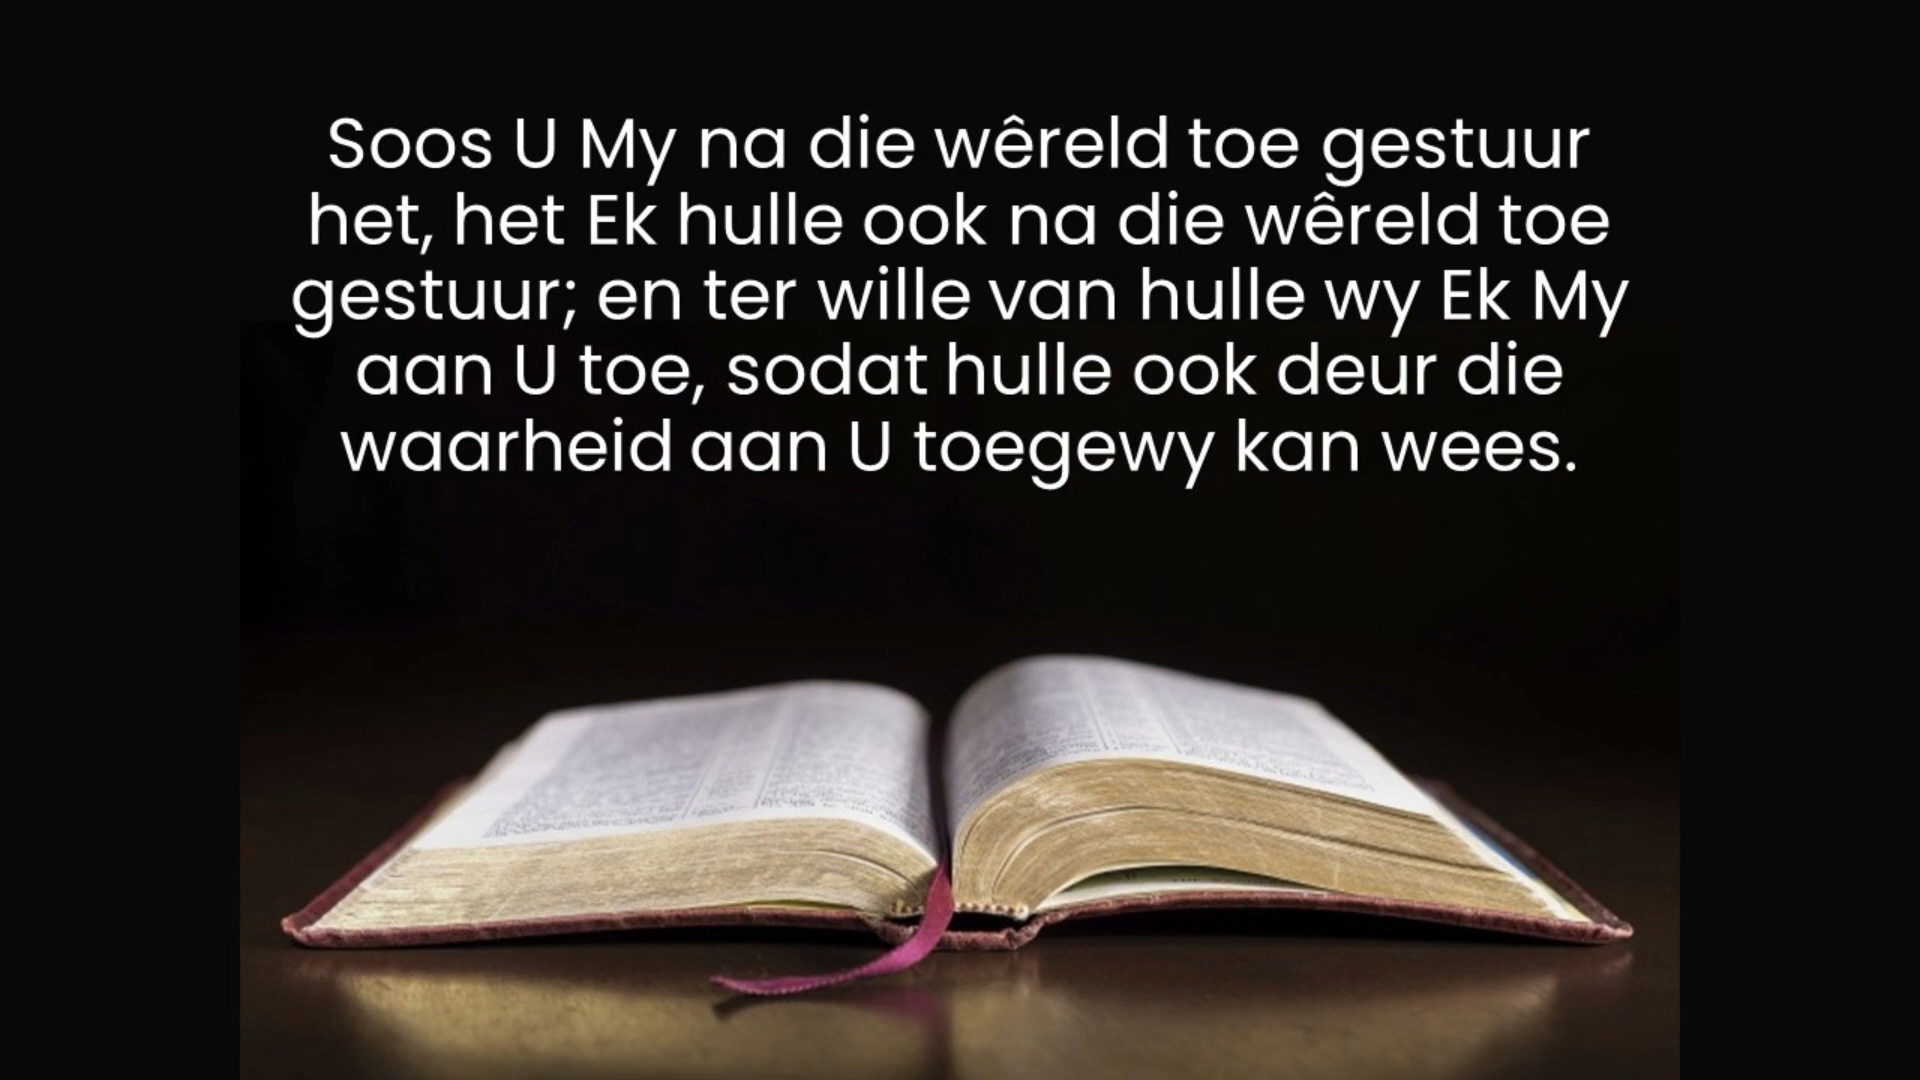 Soos U My na die wêreld toe gestuur
het, het Ek hulle ook na die wêreld toe
gestuur; en ter wille van hulle wy Ek My
aan U toe, sodat hulle ook deur die
waarheid aan U toegewy kan wees.